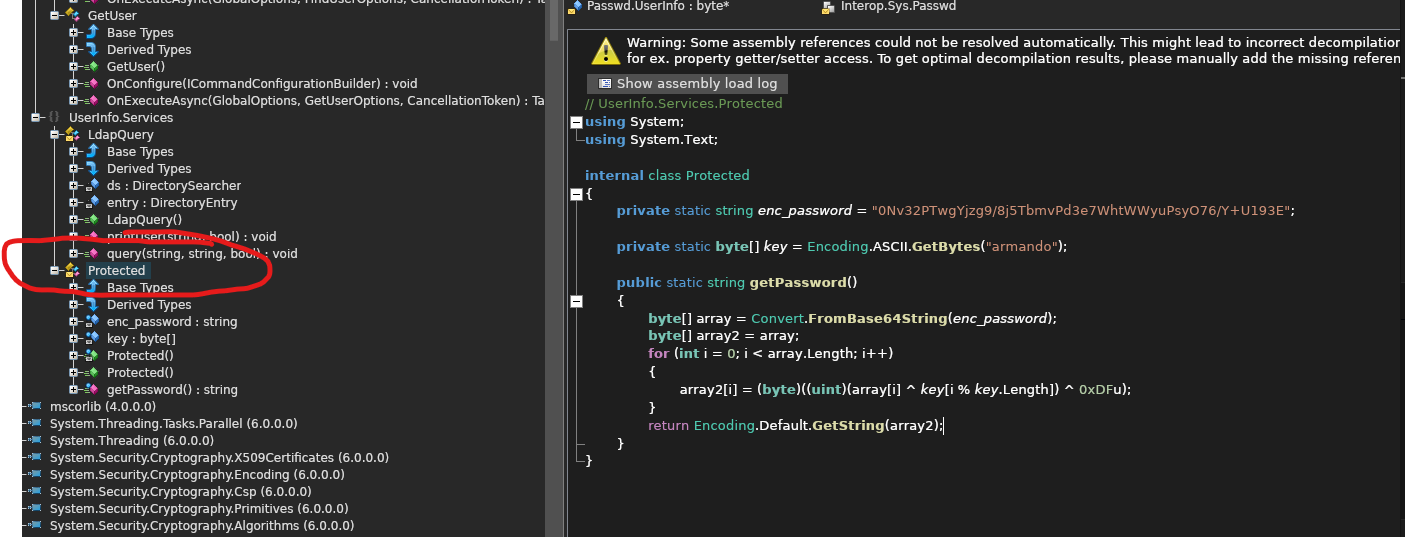 OnExecuteAsync(GlobalOptions, FindUserOptions, CancellationToken) : Ta
GetUser
Base Types
Derived Types
GetUser()
OnConfigure(ICommandConfigurationBuilder) : void
OnExecuteAsync(GlobalOptions, GetUserOptions, CancellationToken) : Ta
UserInfo.Services
LdapQuery
Base Types
Derived Types
ds : DirectorySearcher
entry : DirectoryEntry
LdapQuery()
printUser(string, bool) : void
query(string, string, bool) : void
Protected
Base Types
Derived Types
enc_password : string
key : byte[]
Protected()
Protected()
getPassword() : string
mscorlib (4.0.0.0)
System.Threading.Tasks.Parallel (6.0.0.0)
System.Threading (6.0.0.0)
System.Security.Cryptography.X509Certificates (6.0.0.0)
System.Security.Cryptography.Encoding (6.0.0.0)
System.Security.Cryptography.Csp (6.0.0.0)
System.Security.Cryptography.Primitives (6.0.0.0)
System.Security.Cryptography.Algorithms (6.0.0.0)
Passwd.UserInfo : byte* Interop.Sys.Passwd
Warning: Some assembly references could not be resolved automatically. This might lead to incorrect decompilation
for ex. property getter/setter access. To get optimal decompilation results, please manually add the missing referen
Show assembly load log
// UserInfo.Services.Protected
using System;
using System.Text;
internal class Protected
{
private static string enc_password = "0Nv32PTwgYjzg9/8j5TbmvPd3e7WhtWWyuPsyO76/Y+U193E";
private static byte[] key = Encoding.ASCII.GetBytes("armando");
public static string getPassword()
{
byte[] array = Convert.FromBase64String(enc_password);
byte[] array2 = array;
for (int i = 0; i < array.Length; i++)
{
array2[i] = (byte)((uint)(array[i] ^ key[i % key.Length]) ^ 0xDFu);
}
return Encoding.Default.GetString(array2);
}
}